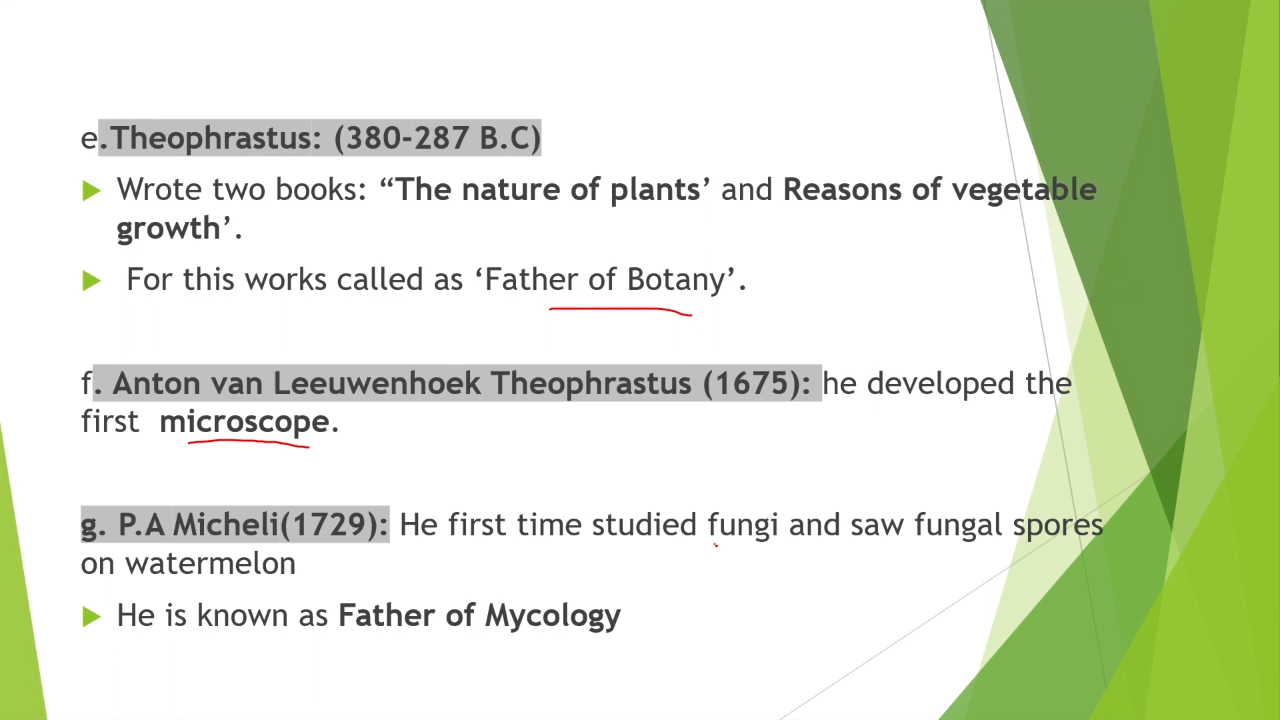 e.Theophrastus: (380-287 B.C)
Wrote two books: “The nature of plants’ and Reasons of vegetable
growth’.
For this works called as ‘Father of Botany’.
f. Anton van Leeuwenhoek Theophrastus (1675): he developed the
first microscope.
g. P.A Micheli(1729): He first time studied fungi and saw fungal spores
on watermelon
He is known as Father of Mycology